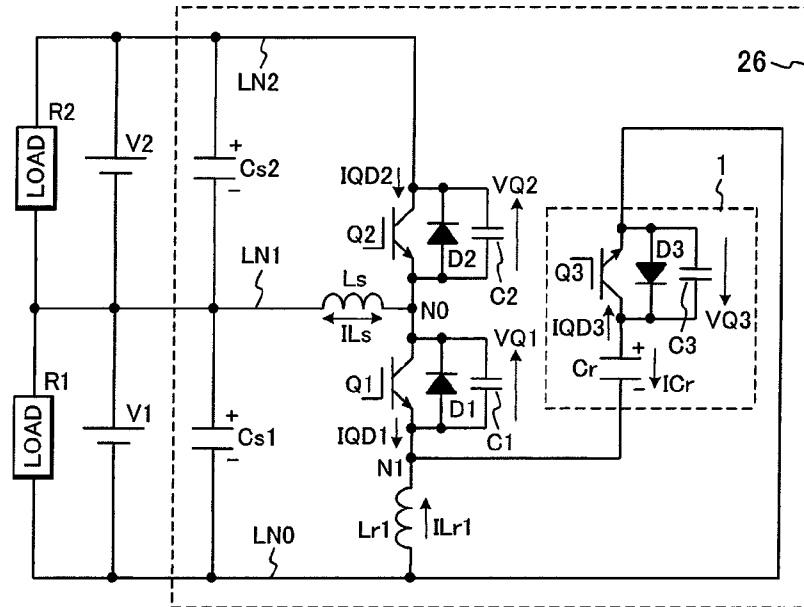 26
LN2
R2
LOAD
V2
+
Cs2
−
IQD2
VQ2
1
Q2
D2
C2
D3
Q3
IQD3
C3
VQ3
LN1
Ls
ILs
N0
VQ1
Cr
+
−
ICr
R1
LOAD
V1
+
Cs1
−
Q1
D1
C1
IQD1
N1
LN0
Lr1
ILr1